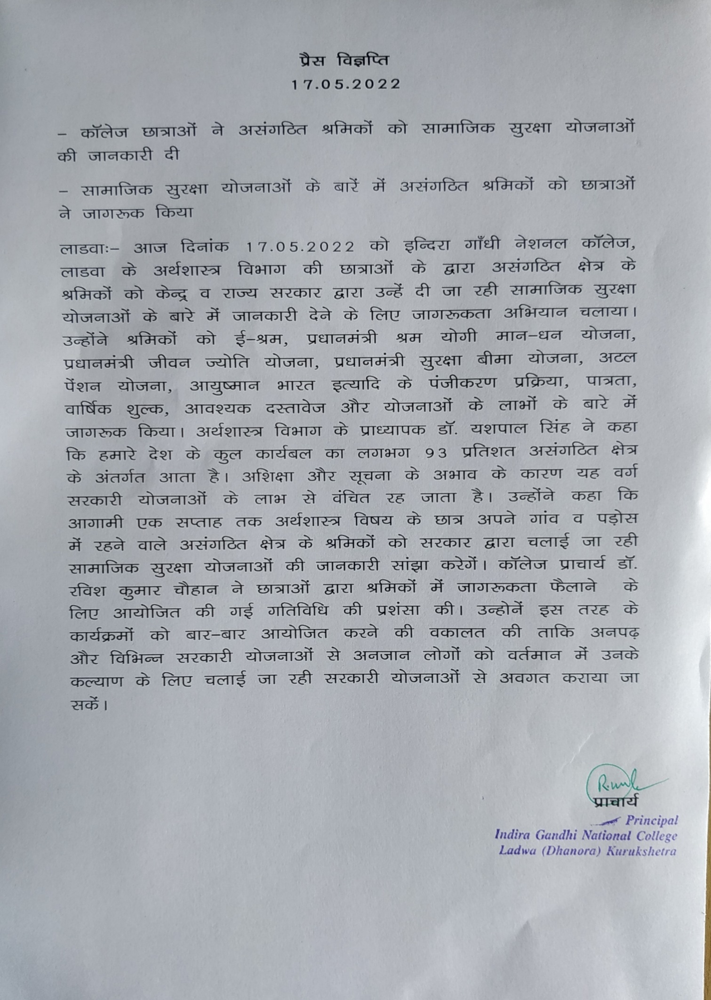 प्रैस विज्ञप्ति
17.05.2022
– कॉलेज छात्राओं ने असंगठित श्रमिकों को सामाजिक सुरक्षा योजनाओं
की जानकारी दी
– सामाजिक सुरक्षा योजनाओं के बारें में असंगठित श्रमिकों को छात्राओं
ने जागरूक किया
लाडवाः– आज दिनांक 17.05.2022 को इन्दिरा गाँधी नेशनल कॉलेज,
लाडवा के अर्थशास्त्र विभाग की छात्राओं के द्वारा असंगठित क्षेत्र के
श्रमिकों को केन्द्र व राज्य सरकार द्वारा उन्हें दी जा रही सामाजिक सुरक्षा
योजनाओं के बारे में जानकारी देने के लिए जागरूकता अभियान चलाया।
उन्होंने श्रमिकों को ई–श्रम, प्रधानमंत्री श्रम योगी मान–धन योजना,
प्रधानमंत्री जीवन ज्योति योजना, प्रधानमंत्री सुरक्षा बीमा योजना, अटल
पेंशन योजना, आयुष्मान भारत इत्यादि के पंजीकरण प्रक्रिया, पात्रता,
वार्षिक शुल्क, आवश्यक दस्तावेज और योजनाओं के लाभों के बारे में
जागरूक किया। अर्थशास्त्र विभाग के प्राध्यापक डॉ. यशपाल सिंह ने कहा
कि हमारे देश के कुल कार्यबल का लगभग 93 प्रतिशत असंगठित क्षेत्र
के अंतर्गत आता है। अशिक्षा और सूचना के अभाव के कारण यह वर्ग
सरकारी योजनाओं के लाभ से वंचित रह जाता है। उन्होंने कहा कि
आगामी एक सप्ताह तक अर्थशास्त्र विषय के छात्र अपने गांव व पड़ोस
में रहने वाले असंगठित क्षेत्र के श्रमिकों को सरकार द्वारा चलाई जा रही
सामाजिक सुरक्षा योजनाओं की जानकारी सांझा करेगें। कॉलेज प्राचार्य डॉ.
रविश कुमार चौहान ने छात्राओं द्वारा श्रमिकों में जागरूकता फैलाने के
लिए आयोजित की गई गतिविधि की प्रशंसा की। उन्होनें इस तरह के
कार्यक्रमों को बार–बार आयोजित करने की वकालत की ताकि अनपढ़
और विभिन्न सरकारी योजनाओं से अनजान लोगों को वर्तमान में उनके
कल्याण के लिए चलाई जा रही सरकारी योजनाओं से अवगत कराया जा
सकें।
प्राचार्य
Principal
Indira Gandhi National College
Ladwa (Dhanora) Kurukshetra